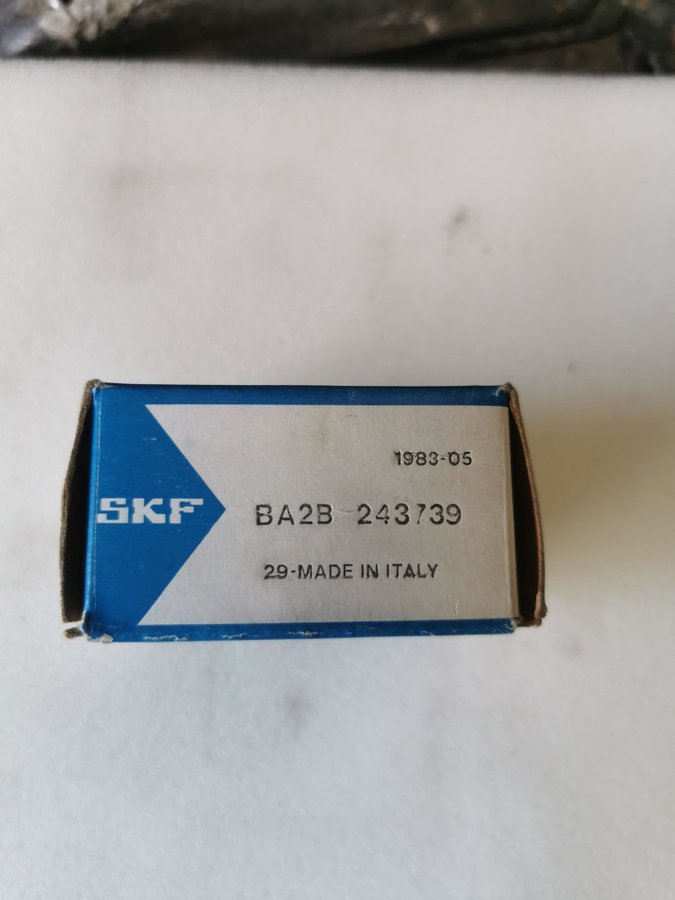 1983-05
SKF
BA2B 243739
29-MADE IN ITALY